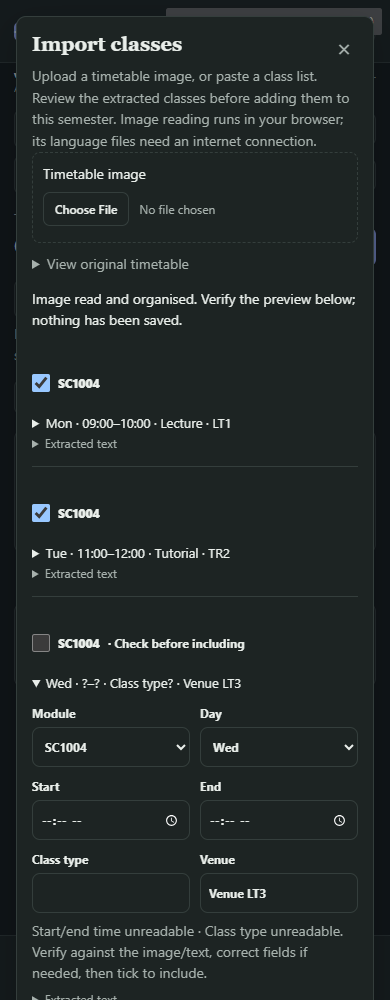 Import classes
×
Upload a timetable image, or paste a class list.
Review the extracted classes before adding them to
this semester. Image reading runs in your browser;
its language files need an internet connection.
Timetable image
Choose File No file chosen
▶ View original timetable
Image read and organised. Verify the preview below;
nothing has been saved.
SC1004
▶ Mon · 09:00–10:00 · Lecture · LT1
▶ Extracted text
SC1004
▶ Tue · 11:00–12:00 · Tutorial · TR2
▶ Extracted text
SC1004 · Check before including
▼ Wed · ?–? · Class type? · Venue LT3
Module Day
SC1004 Wed
Start End
--:-- -- --:-- --
Class type Venue
Venue LT3
Start/end time unreadable · Class type unreadable.
Verify against the image/text, correct fields if
needed, then tick to include.
▶ Extracted text